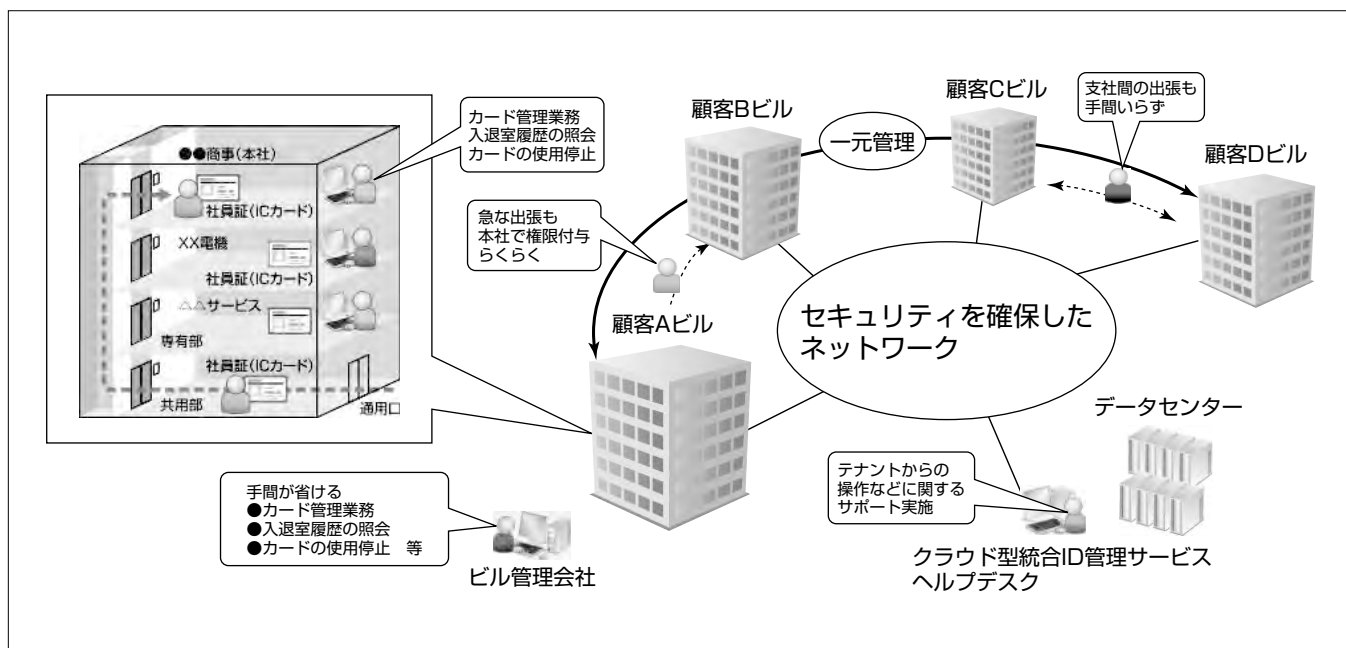 ●●商事(本社)
社員証(ICカード)
XX電機
社員証(ICカード)
△△サービス
専有部
社員証(ICカード)
共用部
通用口
カード管理業務
入退室履歴の照会
カードの使用停止
顧客Bビル
一元管理
顧客Cビル
支社間の出張も
手間いらず
顧客Dビル
急な出張も
本社で権限付与
らくらく
顧客Aビル
セキュリティを確保した
ネットワーク
手間が省ける
●カード管理業務
●入退室履歴の照会
●カードの使用停止 等
ビル管理会社
テナントからの
操作などに関する
サポート実施
データセンター
クラウド型統合ID管理サービス
ヘルプデスク